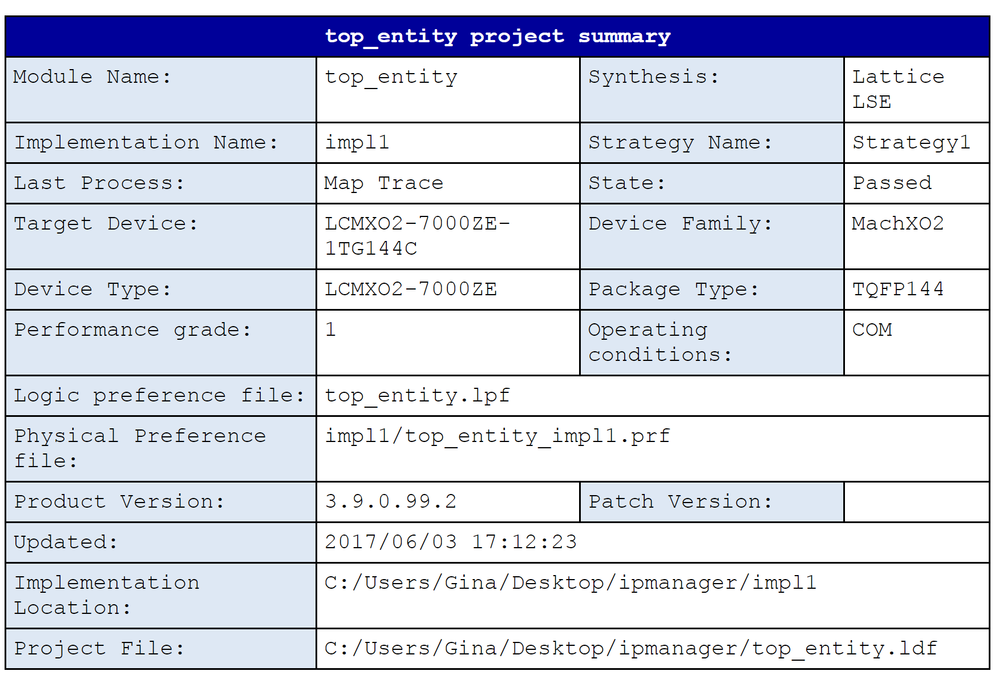 top_entity project summary
Module Name:
top_entity
Synthesis:
Lattice
LSE
Implementation Name:
impl1
Strategy Name:
Strategy1
Last Process:
Map Trace
State:
Passed
Target Device:
LCMXO2-7000ZE-
1TG144C
Device Family:
MachXO2
Device Type:
LCMXO2-7000ZE
Package Type:
TQFP144
Performance grade:
1
Operating
conditions:
COM
Logic preference file:
top_entity.lpf
Physical Preference
file:
impl1/top_entity_impl1.prf
Product Version:
3.9.0.99.2
Patch Version:
Updated:
2017/06/03 17:12:23
Implementation
Location:
C:/Users/Gina/Desktop/ipmanager/impl1
Project File:
C:/Users/Gina/Desktop/ipmanager/top_entity.ldf